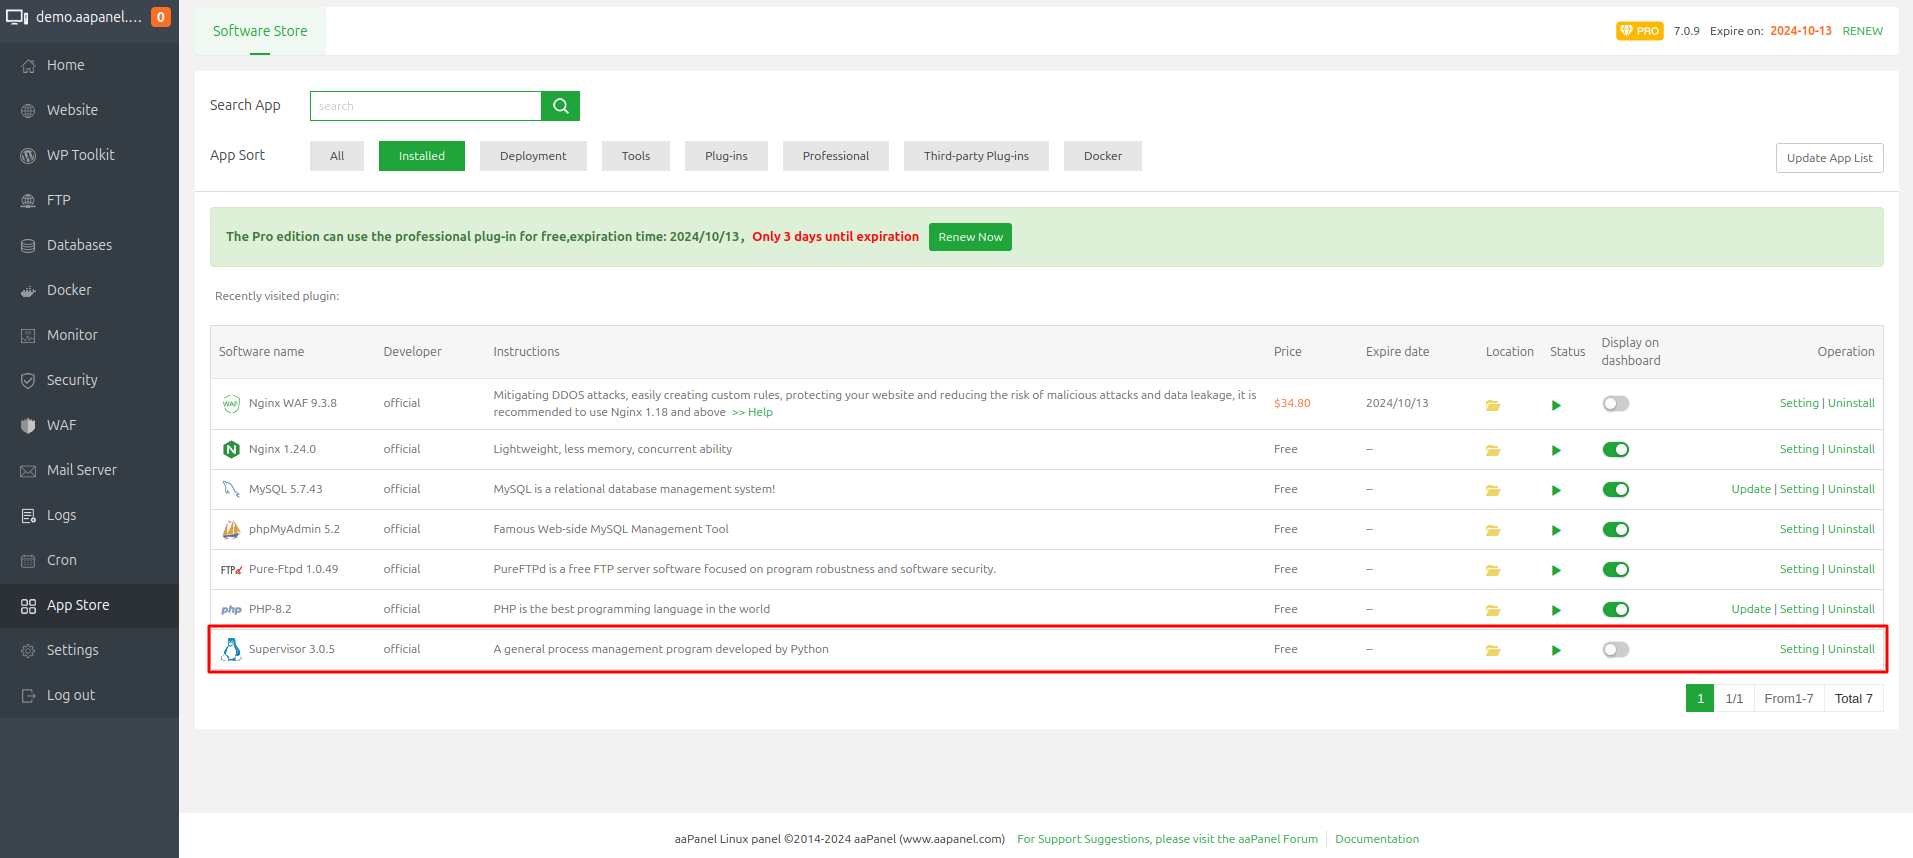 demo.aapanel.... 0
Home
Website
WP Toolkit
FTP
Databases
Docker
Monitor
Security
WAF
Mail Server
Logs
Cron
App Store
Settings
Log out
Software Store
PRO 7.0.9 Expire on: 2024-10-13 RENEW
Search App search
App Sort All Installed Deployment Tools Plug-ins Professional Third-party Plug-ins Docker
Update App List
The Pro edition can use the professional plug-in for free,expiration time: 2024/10/13, Only 3 days until expiration Renew Now
Recently visited plugin:
Software name Developer Instructions Price Expire date Location Status Display on dashboard Operation
WAF Nginx WAF 9.3.8 official Mitigating DDOS attacks, easily creating custom rules, protecting your website and reducing the risk of malicious attacks and data leakage, it is
recommended to use Nginx 1.18 and above >> Help $34.80 2024/10/13 Setting | Uninstall
N Nginx 1.24.0 official Lightweight, less memory, concurrent ability Free -- Setting | Uninstall
MySQL 5.7.43 official MySQL is a relational database management system! Free -- Update | Setting | Uninstall
phpMyAdmin 5.2 official Famous Web-side MySQL Management Tool Free -- Setting | Uninstall
FTPd Pure-Ftpd 1.0.49 official PureFTPd is a free FTP server software focused on program robustness and software security. Free -- Setting | Uninstall
php PHP-8.2 official PHP is the best programming language in the world Free -- Update | Setting | Uninstall
Supervisor 3.0.5 official A general process management program developed by Python Free -- Setting | Uninstall
1 1/1 From1-7 Total 7
aaPanel Linux panel ©2014-2024 aaPanel (www.aapanel.com) For Support Suggestions, please visit the aaPanel Forum Documentation